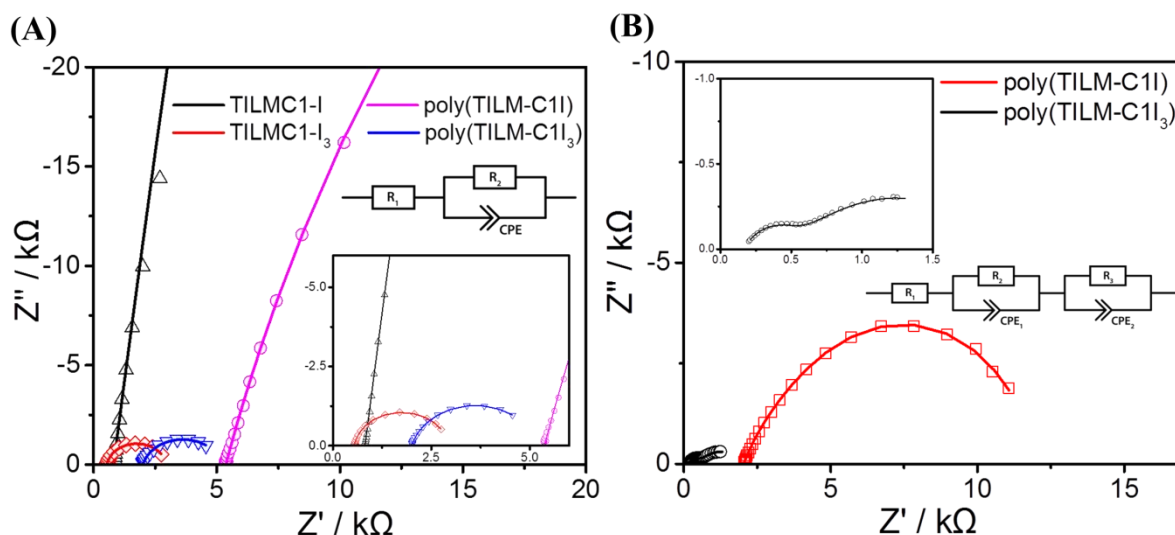 (A)
-20
-15
-10
-5
0
Z'' / kΩ
TILMC1-I
TILMC1-I₃
poly(TILM-C1I)
poly(TILM-C1I₃)
R₁
R₂
CPE
-5.0
-2.5
0.0
0.0
2.5
5.0
0
5
10
15
20
Z' / kΩ
(B)
-10
-5
0
Z'' / kΩ
poly(TILM-C1I)
poly(TILM-C1I₃)
-1.0
-0.5
0.0
0.0
0.5
1.0
1.5
R₁
R₂
CPE₁
R₃
CPE₂
0
5
10
15
Z' / kΩ